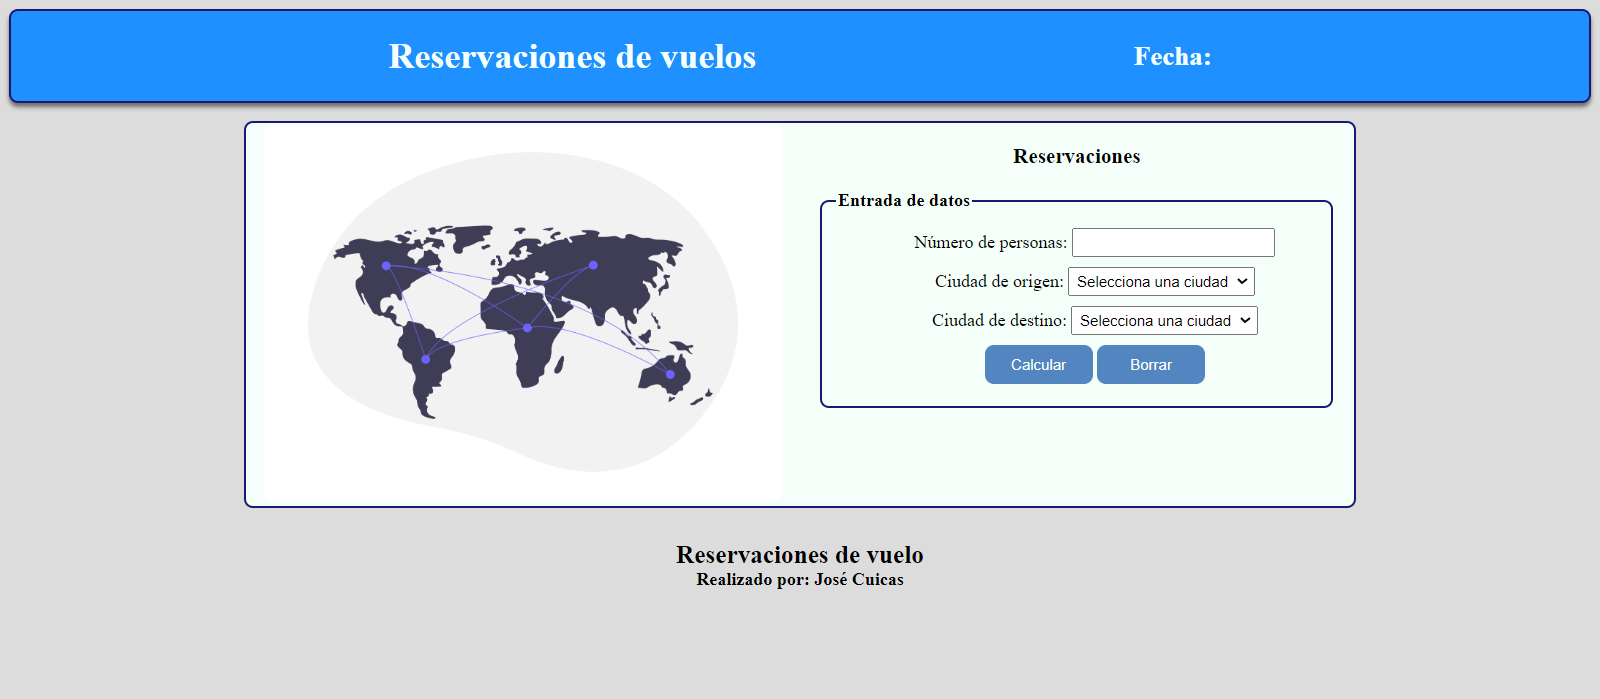 Reservaciones de vuelos
Fecha:
Reservaciones
Entrada de datos
Número de personas:
Ciudad de origen: Selecciona una ciudad
Ciudad de destino: Selecciona una ciudad
Calcular Borrar
Reservaciones de vuelo
Realizado por: José Cuicas